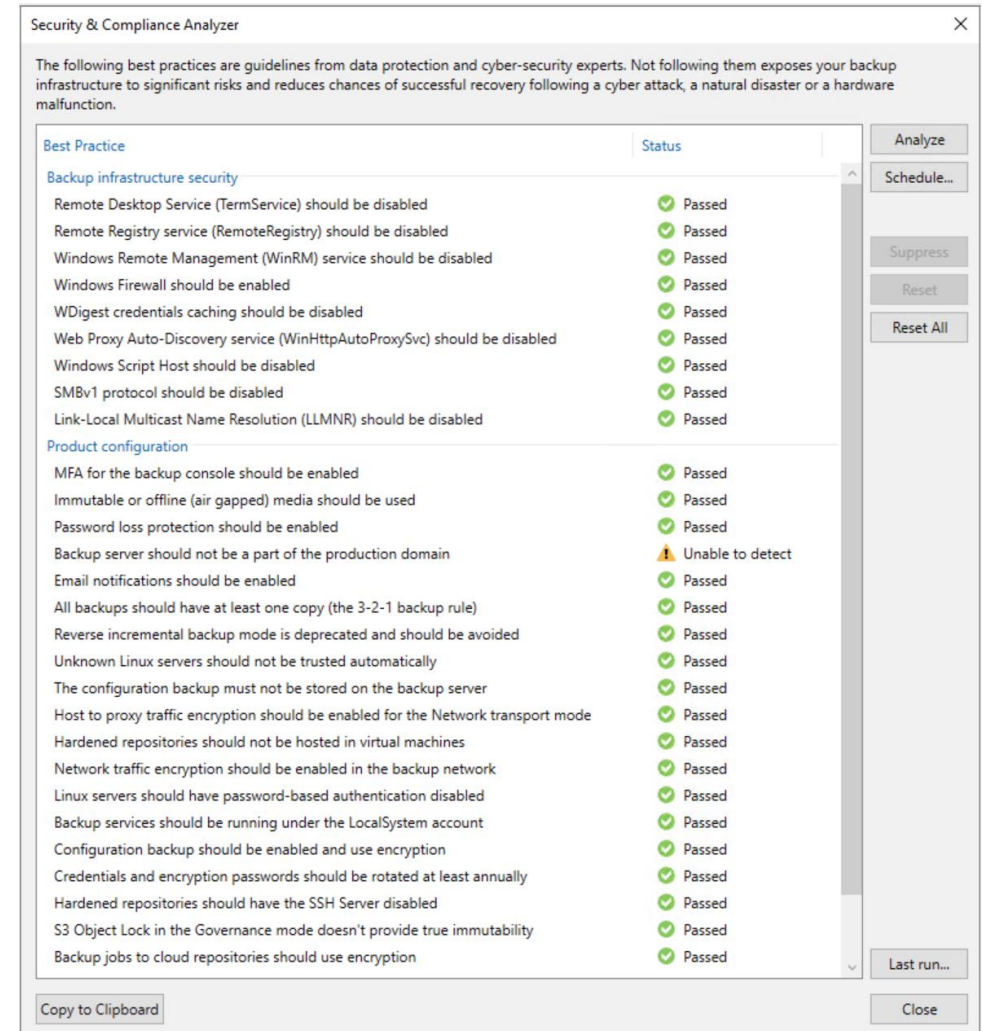 Security & Compliance Analyzer
The following best practices are guidelines from data protection and cyber-security experts. Not following them exposes your backup
infrastructure to significant risks and reduces chances of successful recovery following a cyber attack, a natural disaster or a hardware
malfunction.
Best Practice Status
Analyze
Backup infrastructure security
Schedule...
Remote Desktop Service (TermService) should be disabled Passed
Remote Registry service (RemoteRegistry) should be disabled Passed
Windows Remote Management (WinRM) service should be disabled Passed
Suppress
Windows Firewall should be enabled Passed
Reset
WDigest credentials caching should be disabled Passed
Reset All
Web Proxy Auto-Discovery service (WinHttpAutoProxySvc) should be disabled Passed
Windows Script Host should be disabled Passed
SMBv1 protocol should be disabled Passed
Link-Local Multicast Name Resolution (LLMNR) should be disabled Passed
Product configuration
MFA for the backup console should be enabled Passed
Immutable or offline (air gapped) media should be used Passed
Password loss protection should be enabled Passed
Backup server should not be a part of the production domain Unable to detect
Email notifications should be enabled Passed
All backups should have at least one copy (the 3-2-1 backup rule) Passed
Reverse incremental backup mode is deprecated and should be avoided Passed
Unknown Linux servers should not be trusted automatically Passed
The configuration backup must not be stored on the backup server Passed
Host to proxy traffic encryption should be enabled for the Network transport mode Passed
Hardened repositories should not be hosted in virtual machines Passed
Network traffic encryption should be enabled in the backup network Passed
Linux servers should have password-based authentication disabled Passed
Backup services should be running under the LocalSystem account Passed
Configuration backup should be enabled and use encryption Passed
Credentials and encryption passwords should be rotated at least annually Passed
Hardened repositories should have the SSH Server disabled Passed
S3 Object Lock in the Governance mode doesn't provide true immutability Passed
Backup jobs to cloud repositories should use encryption Passed
Last run...
Copy to Clipboard
Close